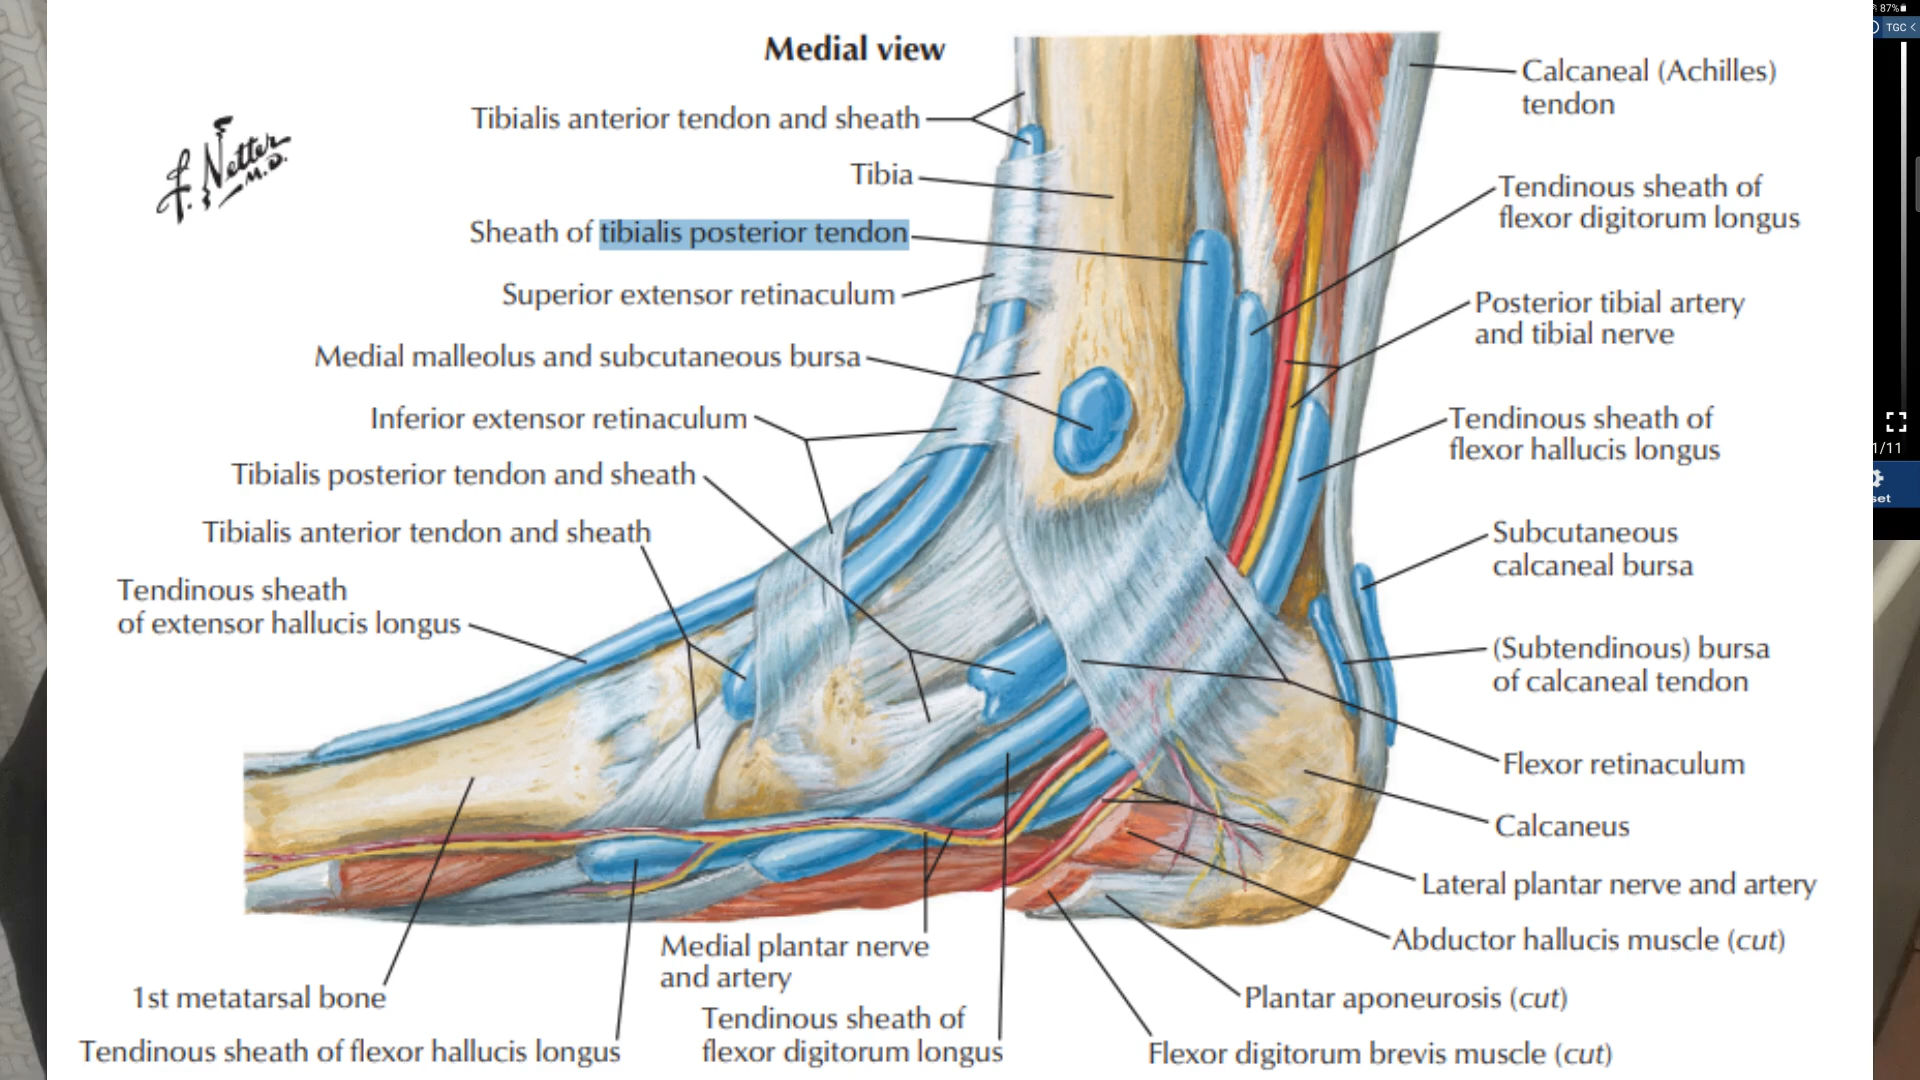 Medial view
F. Netter
M.D.
Tibialis anterior tendon and sheath
Tibia
Sheath of tibialis posterior tendon
Superior extensor retinaculum
Medial malleolus and subcutaneous bursa
Inferior extensor retinaculum
Tibialis posterior tendon and sheath
Tibialis anterior tendon and sheath
Tendinous sheath
of extensor hallucis longus
1st metatarsal bone
Tendinous sheath of flexor hallucis longus
Medial plantar nerve
and artery
Tendinous sheath of
flexor digitorum longus
Calcaneal (Achilles)
tendon
Tendinous sheath of
flexor digitorum longus
Posterior tibial artery
and tibial nerve
Tendinous sheath of
flexor hallucis longus
Subcutaneous
calcaneal bursa
(Subtendinous) bursa
of calcaneal tendon
Flexor retinaculum
Calcaneus
Lateral plantar nerve and artery
Abductor hallucis muscle (cut)
Plantar aponeurosis (cut)
Flexor digitorum brevis muscle (cut)
87%
TGC <
1/11
set